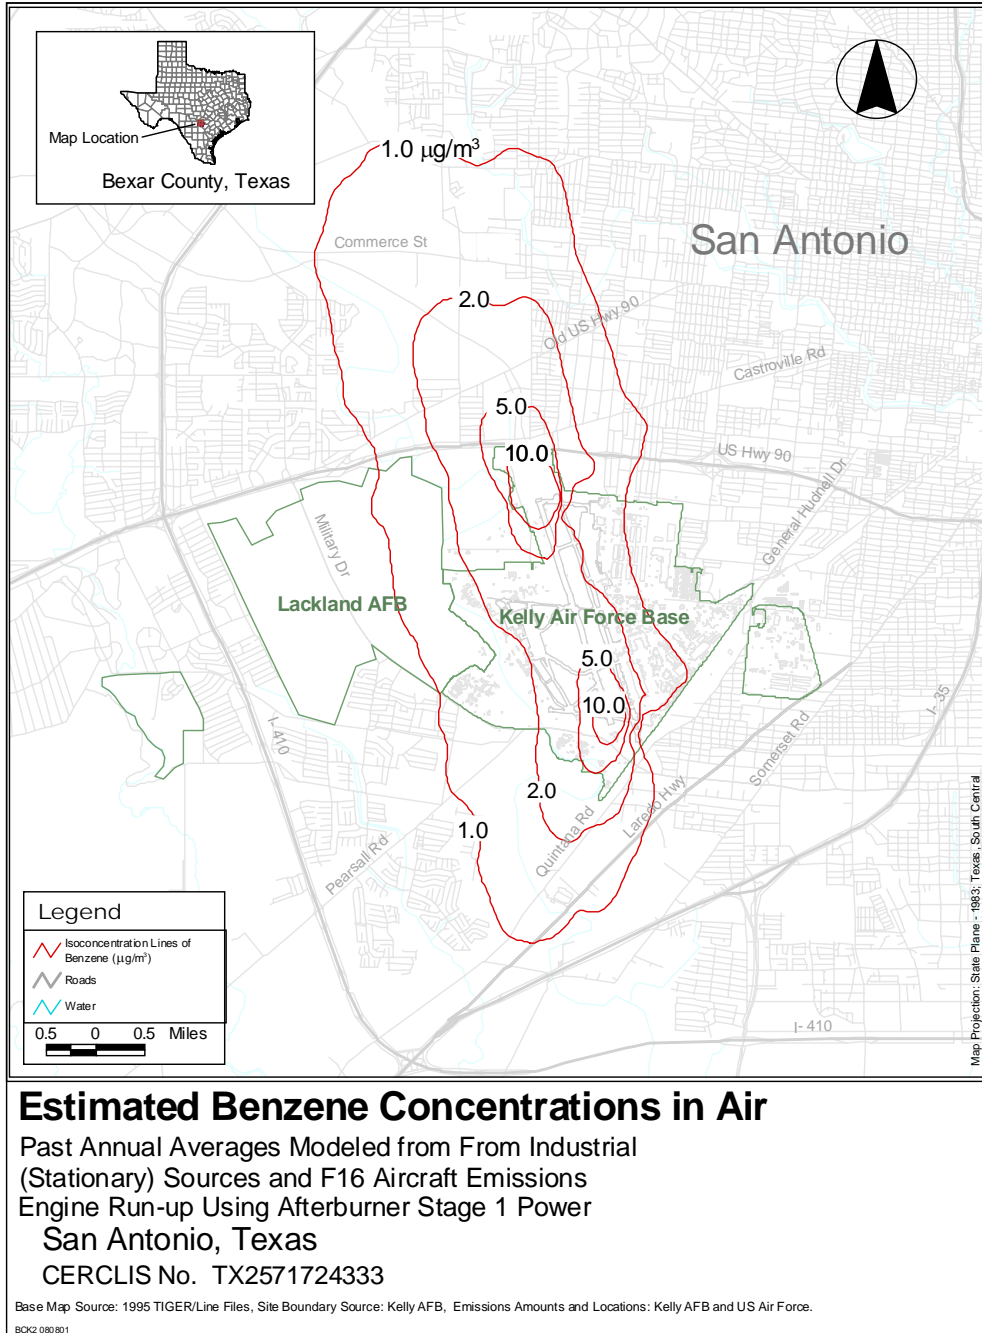 Map Location
Bexar County, Texas
1.0 µg/m³
San Antonio
Commerce St
2.0
Old US Hwy 90
Castroville Rd
5.0
10.0
US Hwy 90
General Hudnell Dr
Military Dr
Lackland AFB
Kelly Air Force Base
5.0
10.0
I-35
I-410
Somerset Rd
2.0
Laredo Hwy
Quintana Rd
1.0
Pearsall Rd
I-410
Map Projection: State Plane - 1983; Texas, South Central
Legend
Isoconcentration Lines of
Benzene (µg/m³)
Roads
Water
0.5 0 0.5 Miles
Estimated Benzene Concentrations in Air
Past Annual Averages Modeled from From Industrial
(Stationary) Sources and F16 Aircraft Emissions
Engine Run-up Using Afterburner Stage 1 Power
San Antonio, Texas
CERCLIS No. TX2571724333
Base Map Source: 1995 TIGER/Line Files, Site Boundary Source: Kelly AFB, Emissions Amounts and Locations: Kelly AFB and US Air Force.
BCK2 080801